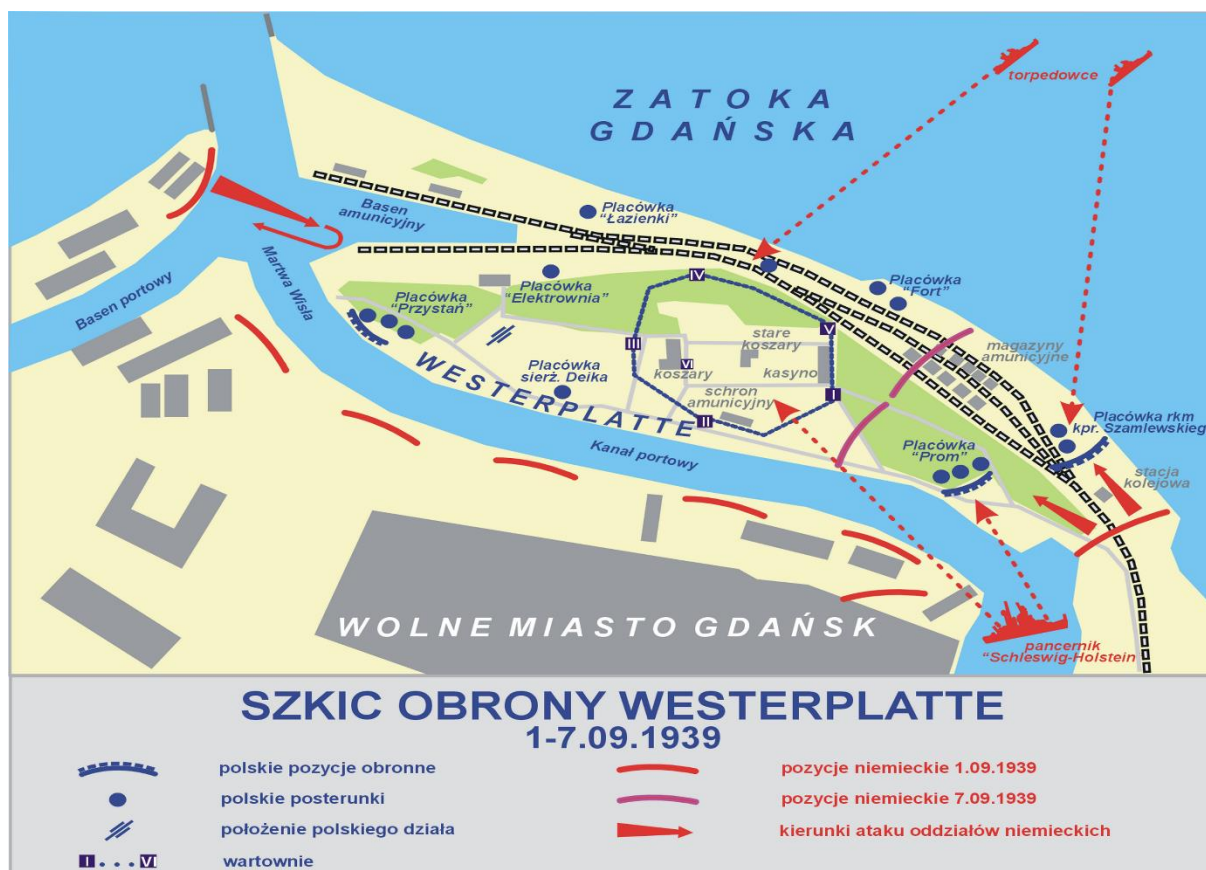 torpedowce
ZATOKA
GDAŃSKA
Basen
amunicyjny
Placówka
“Łazienki”
Martwa Wisła
Basen portowy
Placówka
“Przystań”
Placówka
“Elektrownia”
Placówka
“Fort”
IV
V
III
VI
I
II
stare
koszary
koszary
kasyno
schron
amunicyjny
magazyny
amunicyjne
Placówka
sierż. Deika
WESTERPLATTE
Kanał portowy
Placówka rkm
kpr. Szamlewskieg
Placówka
“Prom”
stacja
kolejowa
WOLNE MIASTO GDAŃSK
pancernik
“Schleswig-Holstein
SZKIC OBRONY WESTERPLATTE
1-7.09.1939
polskie pozycje obronne
polskie posterunki
położenie polskiego działa
I . . . VI wartownie
pozycje niemieckie 1.09.1939
pozycje niemieckie 7.09.1939
kierunki ataku oddziałów niemieckich